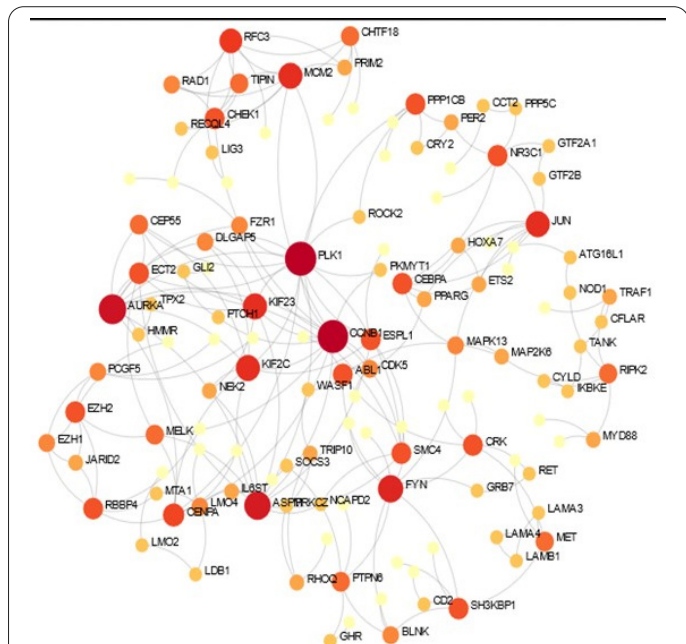 CHTF18
RFC3
PRIM2
MCM2
RAD1
TIPIN
CHEK1
RECQL4
LIG3
PPP1CB
CCT2
PPP5C
PER2
CRY2
GTF2A1
NR3C1
GTF2B
ROCK2
CEP55
FZR1
JUN
DLGAP5
HOXA7
PLK1
ATG16L1
ECT2
GLI2
PKMYT1
CEBPA
ETS2
NOD1
TRAF1
PPARG
AURKA
TPX2
KIF23
PTCH1
CFLAR
HMMR
CCNB1
ESPL1
MAPK13
TANK
MAP2K6
PCGF5
KIF2C
ABL1
CDK5
RIPK2
CYLD
IKBKE
NEK2
WASF1
EZH2
MELK
EZH1
MYD88
CRK
JARID2
TRIP10
SMC4
SOCS3
RET
MTA1
IL6ST
FYN
GRB7
RBBP4
CENPA
LMO4
ASPM
PRKCZ
NCAPD2
LAMA3
LAMA4
MET
LMO2
LAMB1
LDB1
RHOQ
PTPN6
CD2
SH3KBP1
GHR
BLNK